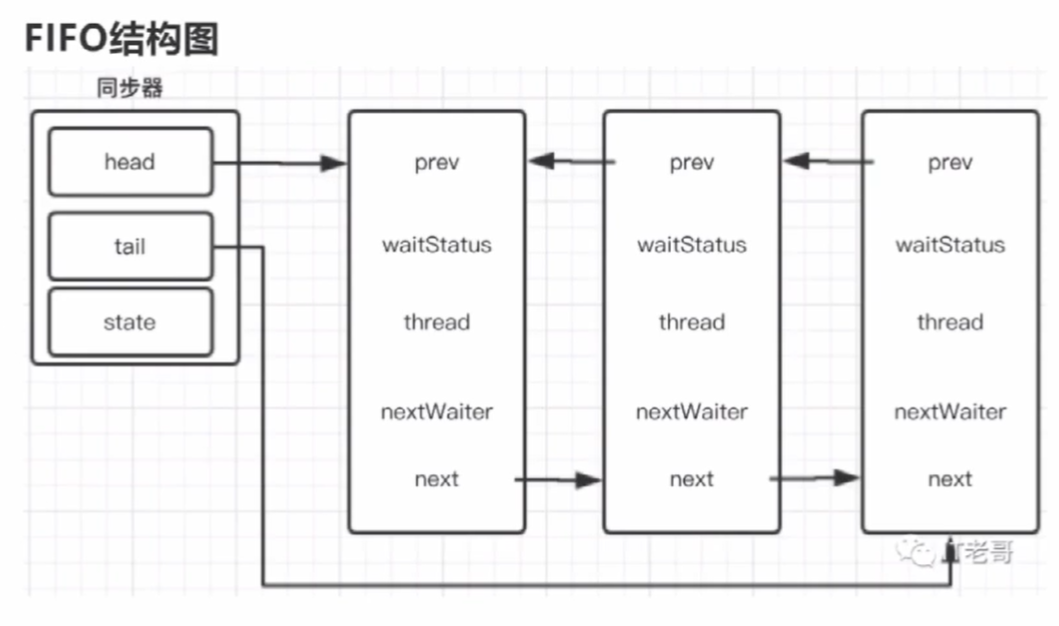 FIFO结构图
同步器
head
tail
state
prev
waitStatus
thread
nextWaiter
next
prev
waitStatus
thread
nextWaiter
next
prev
waitStatus
thread
nextWaiter
next
老哥